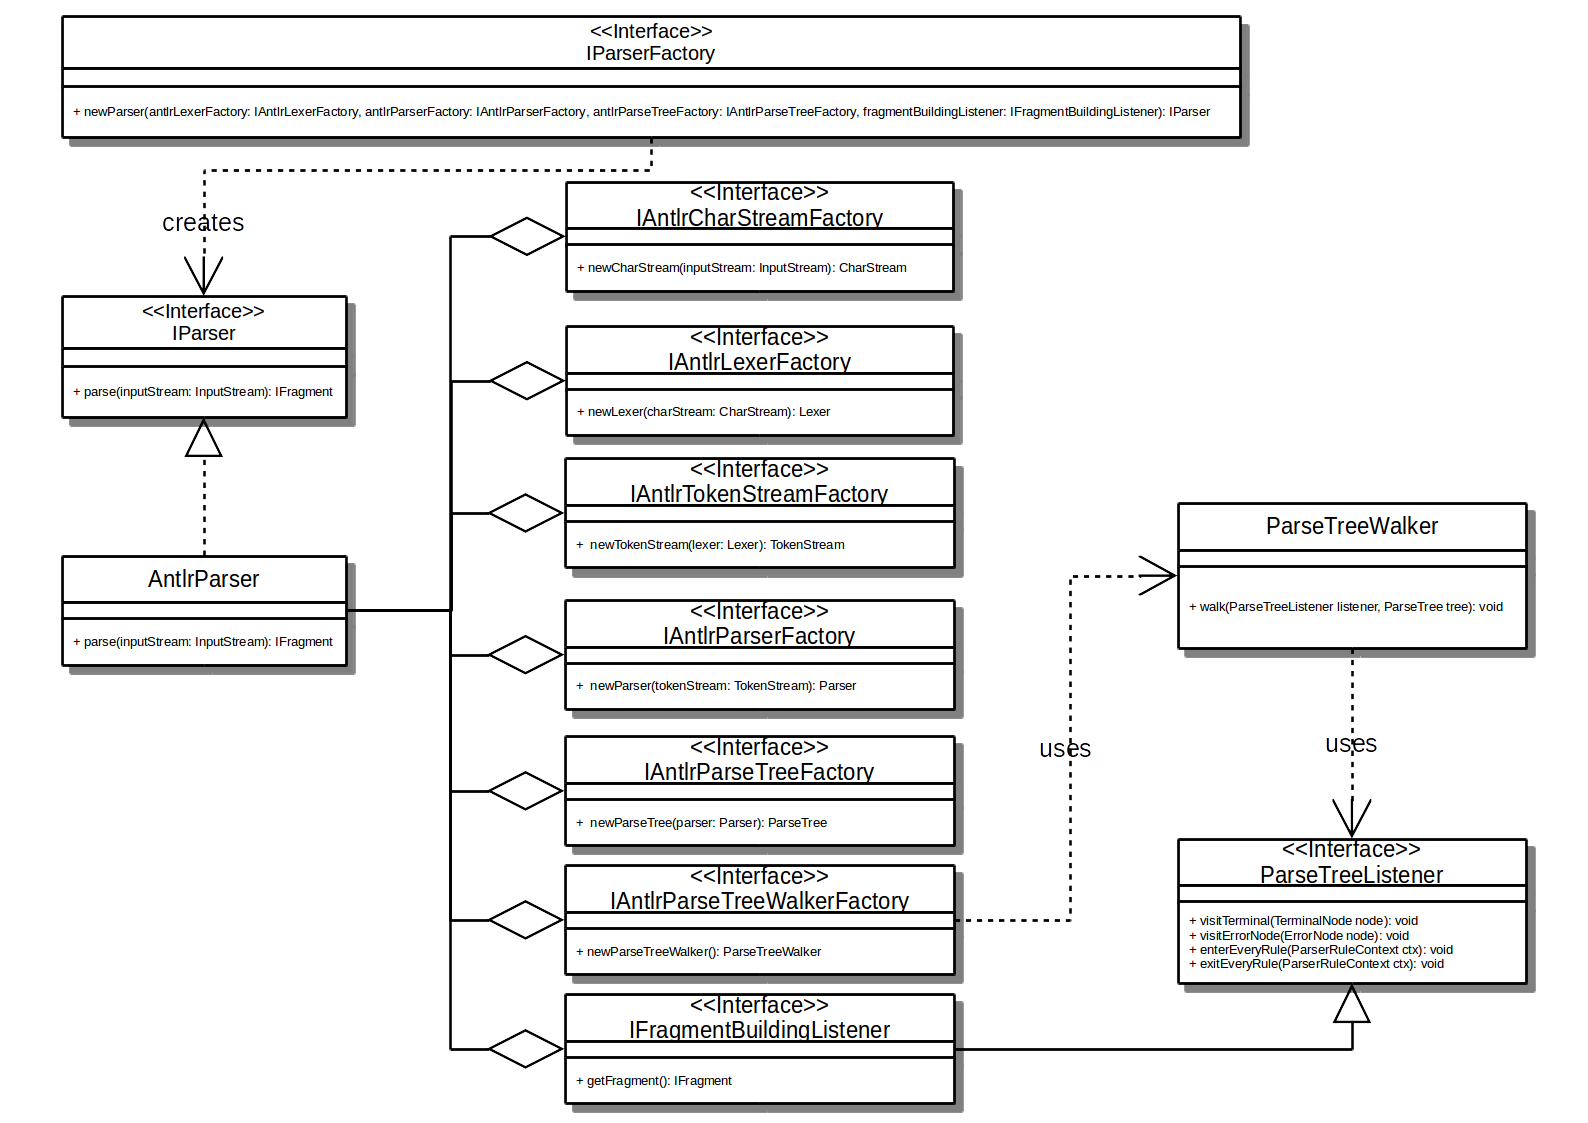 <<Interface>>
IParserFactory
+ newParser(antlrLexerFactory: IAntlrLexerFactory, antlrParserFactory: IAntlrParserFactory, antlrParseTreeFactory: IAntlrParseTreeFactory, fragmentBuildingListener: IFragmentBuildingListener): IParser
creates
<<Interface>>
IParser
+ parse(inputStream: InputStream): IFragment
AntlrParser
+ parse(inputStream: InputStream): IFragment
<<Interface>>
IAntlrCharStreamFactory
+ newCharStream(inputStream: InputStream): CharStream
<<Interface>>
IAntlrLexerFactory
+ newLexer(charStream: CharStream): Lexer
<<Interface>>
IAntlrTokenStreamFactory
+ newTokenStream(lexer: Lexer): TokenStream
<<Interface>>
IAntlrParserFactory
+ newParser(tokenStream: TokenStream): Parser
<<Interface>>
IAntlrParseTreeFactory
+ newParseTree(parser: Parser): ParseTree
<<Interface>>
IAntlrParseTreeWalkerFactory
+ newParseTreeWalker(): ParseTreeWalker
<<Interface>>
IFragmentBuildingListener
+ getFragment(): IFragment
uses
ParseTreeWalker
+ walk(ParseTreeListener listener, ParseTree tree): void
uses
<<Interface>>
ParseTreeListener
+ visitTerminal(TerminalNode node): void
+ visitErrorNode(ErrorNode node): void
+ enterEveryRule(ParserRuleContext ctx): void
+ exitEveryRule(ParserRuleContext ctx): void